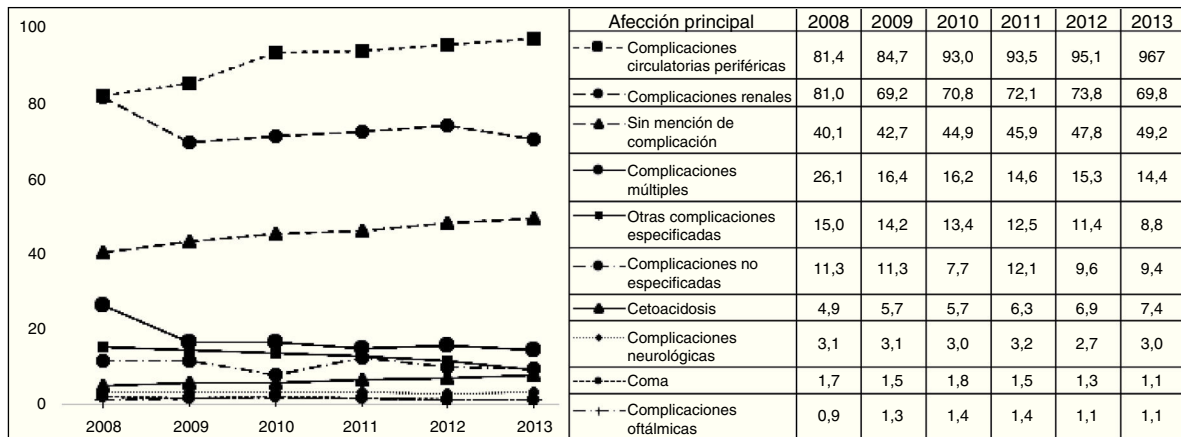 100
80
60
40
20
0
2008 2009 2010 2011 2012 2013
Afección principal 2008 2009 2010 2011 2012 2013
Complicaciones
circulatorias periféricas 81,4 84,7 93,0 93,5 95,1 967
Complicaciones renales 81,0 69,2 70,8 72,1 73,8 69,8
Sin mención de
complicación 40,1 42,7 44,9 45,9 47,8 49,2
Complicaciones
múltiples 26,1 16,4 16,2 14,6 15,3 14,4
Otras complicaciones
especificadas 15,0 14,2 13,4 12,5 11,4 8,8
Complicaciones no
especificadas 11,3 11,3 7,7 12,1 9,6 9,4
Cetoacidosis 4,9 5,7 5,7 6,3 6,9 7,4
Complicaciones
neurológicas 3,1 3,1 3,0 3,2 2,7 3,0
Coma 1,7 1,5 1,8 1,5 1,3 1,1
Complicaciones
oftálmicas 0,9 1,3 1,4 1,4 1,1 1,1